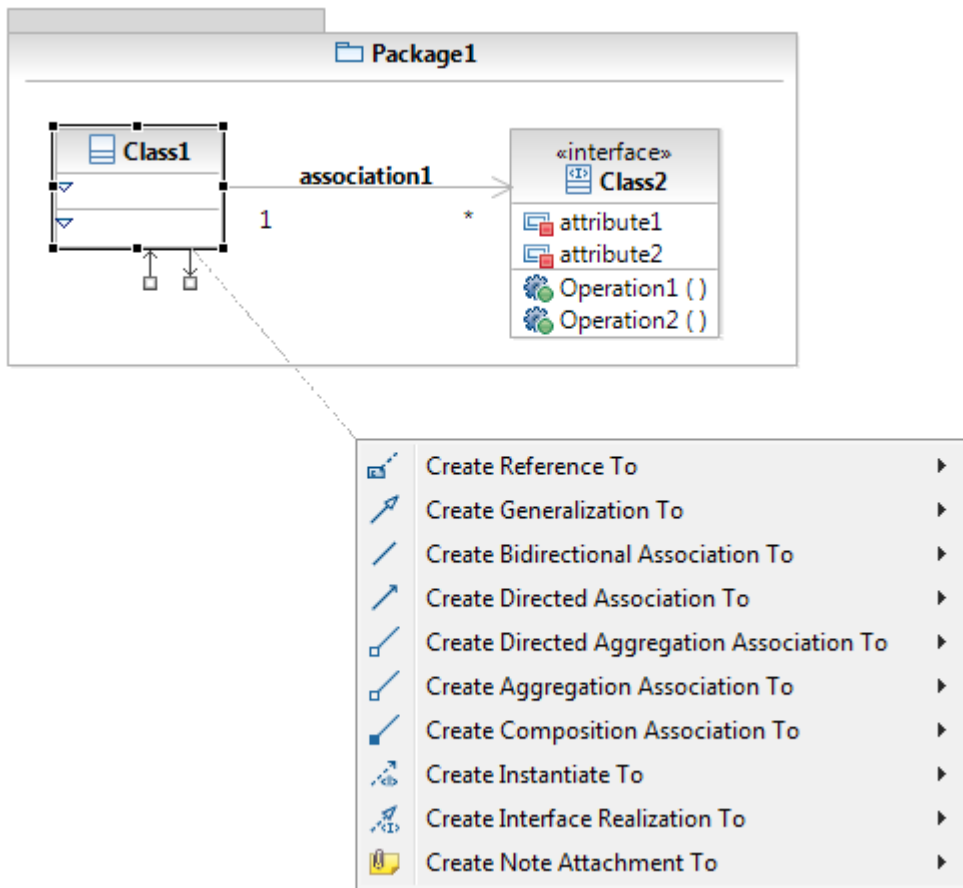 Package1
Class1
association1
1
*
«interface»
Class2
attribute1
attribute2
Operation1 ( )
Operation2 ( )
Create Reference To
Create Generalization To
Create Bidirectional Association To
Create Directed Association To
Create Directed Aggregation Association To
Create Aggregation Association To
Create Composition Association To
Create Instantiate To
Create Interface Realization To
Create Note Attachment To